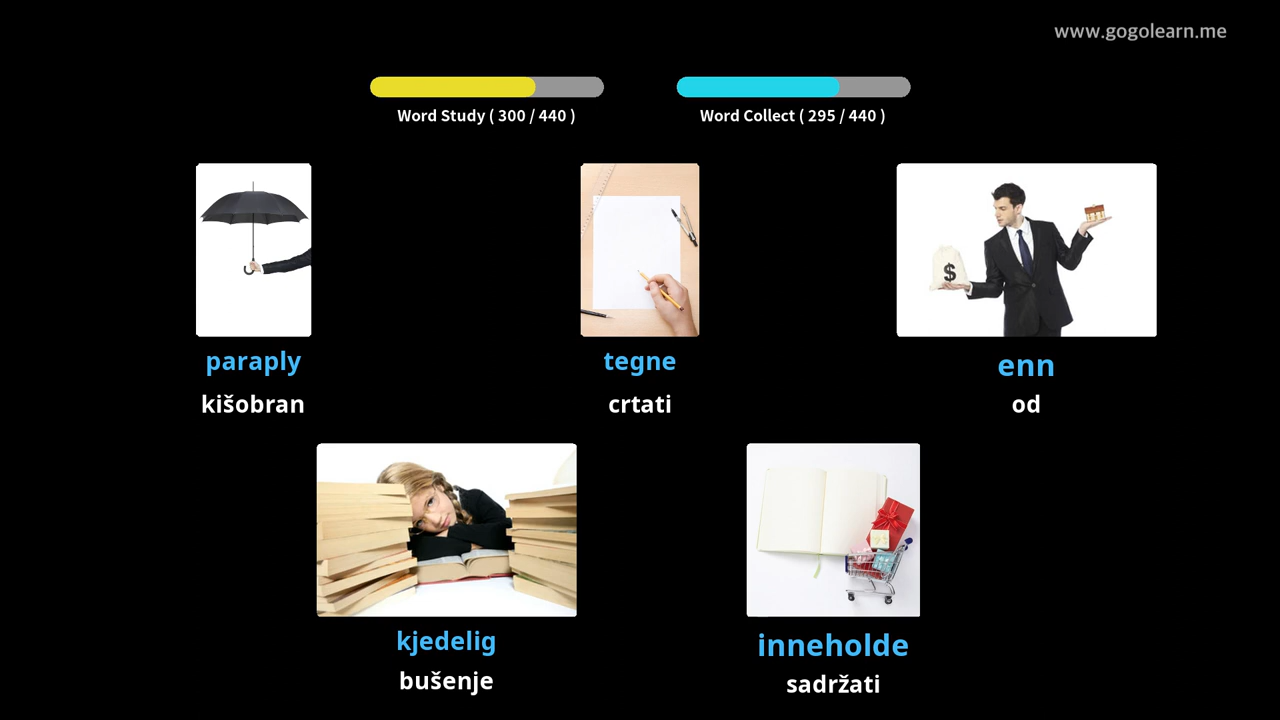 www.gogolearn.me
Word Study ( 300 / 440 )
Word Collect ( 295 / 440 )
$
paraply
kišobran
tegne
crtati
enn
od
kjedelig
bušenje
inneholde
sadržati